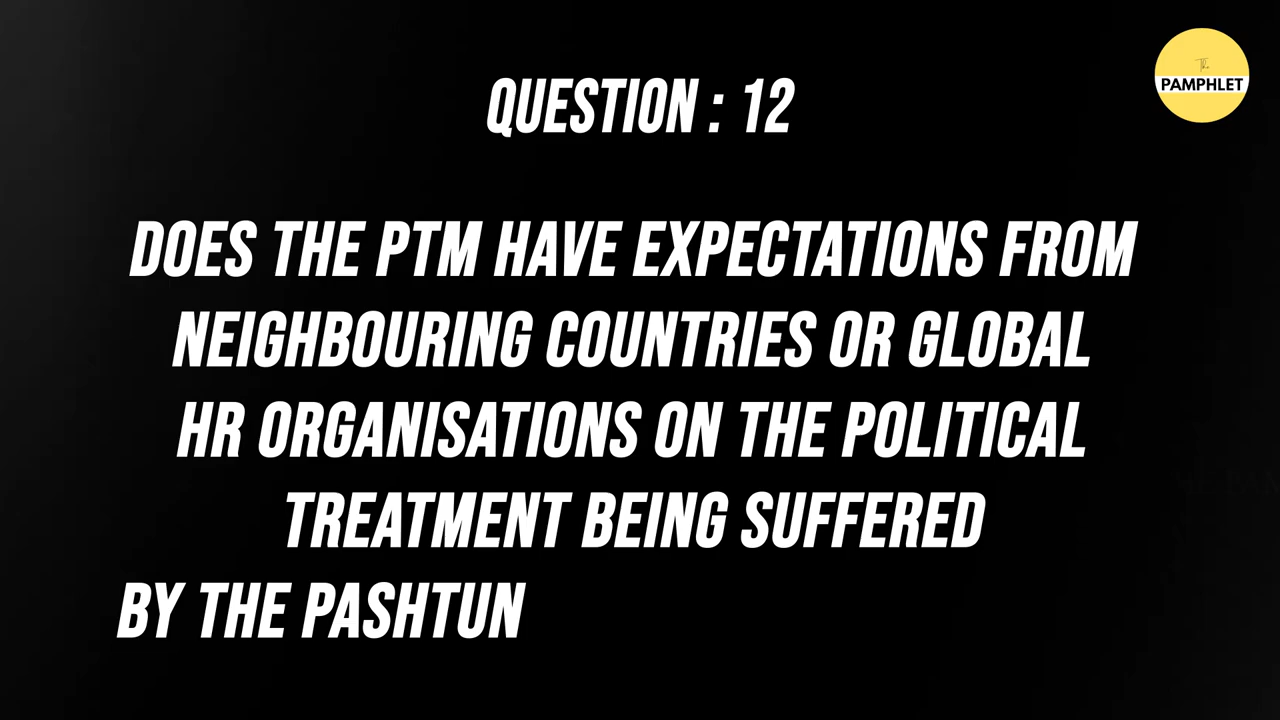 QUESTION : 12
The
PAMPHLET
DOES THE PTM HAVE EXPECTATIONS FROM
NEIGHBOURING COUNTRIES OR GLOBAL
HR ORGANISATIONS ON THE POLITICAL
TREATMENT BEING SUFFERED
BY THE PASHTUN